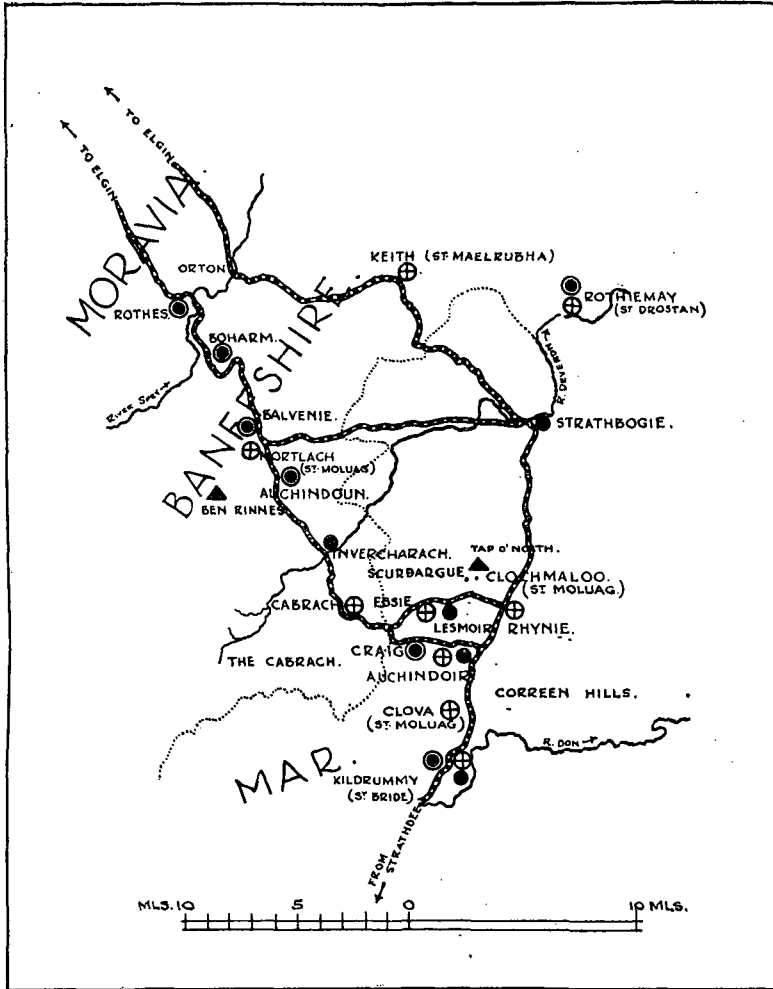 TO ELGIN
TO ELGIN
MORAVIA
BANFF SHIRE.
ORTON
KEITH (ST. MAELRUBHA)
ROTHES.
ROTHIEMAY
(ST DROSTAN)
BOHARM.
R. DEVERON
RIVER SPEY
BALVENIE.
STRATHBOGIE.
MORTLACH
(ST. MOLUAG)
AUCHINDOUN.
BEN RINNES
INVERCHARACH.
TAP O' NORTH.
SCURDARGUE
CLOCHMALOO.
(ST MOLUAG.)
CABRACH
ESSIE
LESMOIR
RHYNIE.
THE CABRACH.
CRAIG
AUCHINDOIR
CORREEN HILLS.
CLOVA
(ST MOLUAG)
R. DON
MAR.
KILDRUMMY
(ST BRIDE)
FROM
STRATHDEE
MLS. 10 5 0 10 MLS.